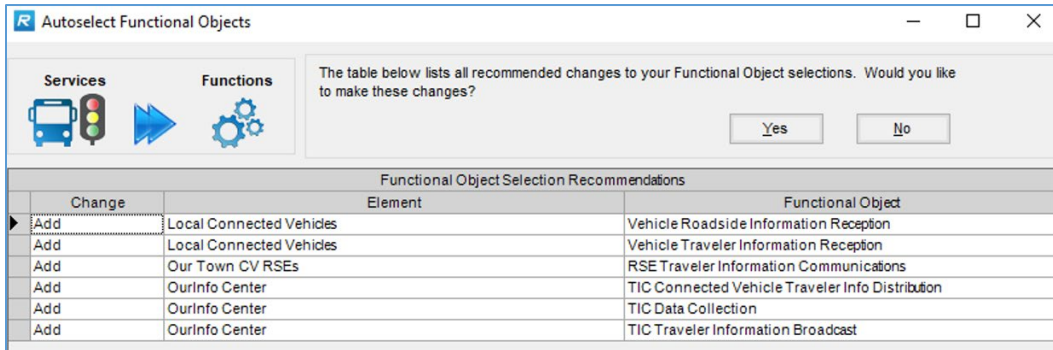 R Autoselect Functional Objects
Services Functions
The table below lists all recommended changes to your Functional Object selections. Would you like
to make these changes?
Yes No
Functional Object Selection Recommendations
Change Element Functional Object
Add Local Connected Vehicles Vehicle Roadside Information Reception
Add Local Connected Vehicles Vehicle Traveler Information Reception
Add Our Town CV RSEs RSE Traveler Information Communications
Add OurInfo Center TIC Connected Vehicle Traveler Info Distribution
Add OurInfo Center TIC Data Collection
Add OurInfo Center TIC Traveler Information Broadcast